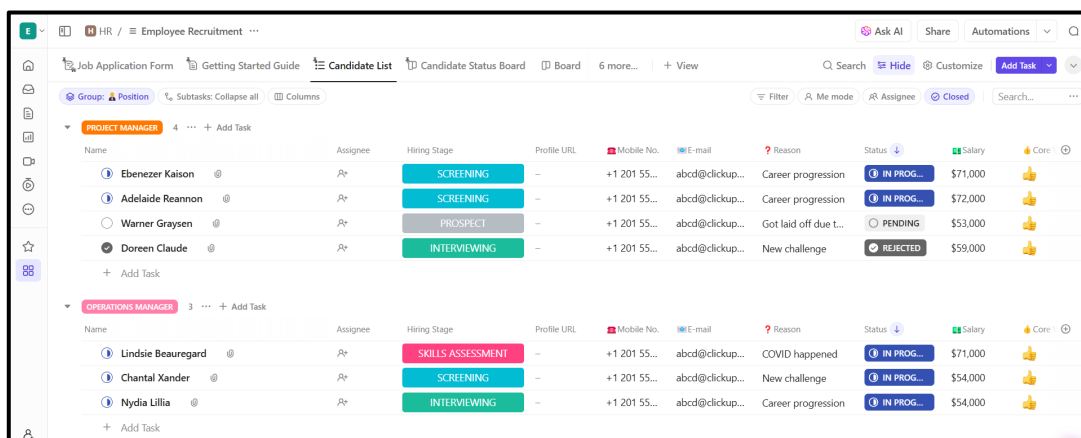 E HR / Employee Recruitment ... Ask AI Share Automations
Job Application Form Getting Started Guide Candidate List Candidate Status Board Board 6 more... + View Search Hide Customize Add Task
Group: Position Subtasks: Collapse all Columns Filter Me mode Assignee Closed Search... ...
PROJECT MANAGER 4 ... + Add Task
Name Assignee Hiring Stage Profile URL Mobile No. E-mail ? Reason Status ↓ Salary Core
Ebenezer Kaison SCREENING – +1 201 55... abcd@clickup... Career progression IN PROG... $71,000
Adelaide Reannon SCREENING – +1 201 55... abcd@clickup... Career progression IN PROG... $72,000
Warner Graysen PROSPECT – +1 201 55... abcd@clickup... Got laid off due t... PENDING $53,000
Doreen Claude INTERVIEWING – +1 201 55... abcd@clickup... New challenge REJECTED $59,000
+ Add Task
OPERATIONS MANAGER 3 ... + Add Task
Name Assignee Hiring Stage Profile URL Mobile No. E-mail ? Reason Status ↓ Salary Core
Lindsie Beauregard SKILLS ASSESSMENT – +1 201 55... abcd@clickup... COVID happened IN PROG... $71,000
Chantal Xander SCREENING – +1 201 55... abcd@clickup... New challenge IN PROG... $54,000
Nydia Lillia INTERVIEWING – +1 201 55... abcd@clickup... Career progression IN PROG... $54,000
+ Add Task